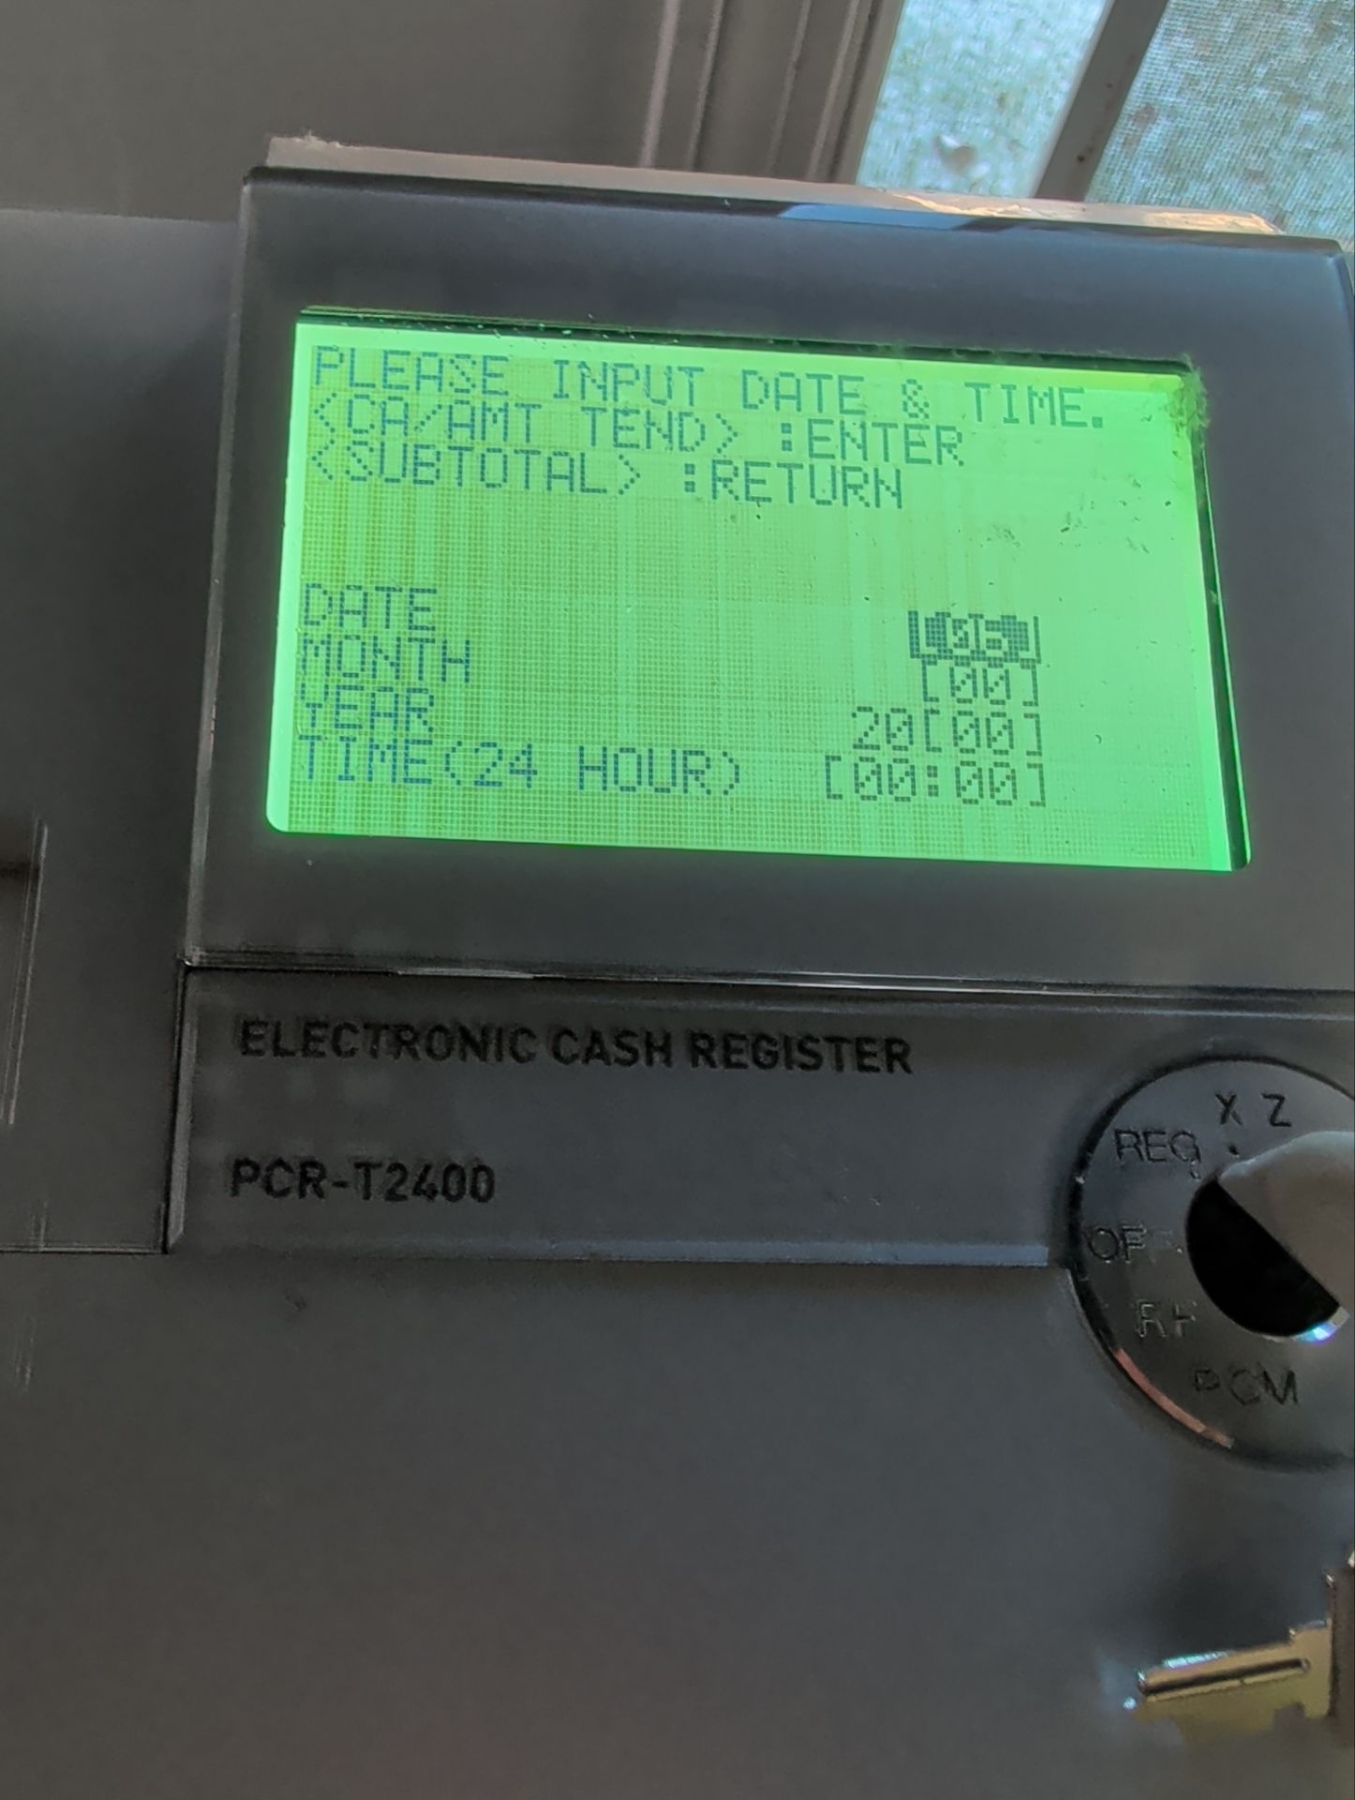 PLEASE INPUT DATE & TIME.
<CA/AMT TEND> :ENTER
<SUBTOTAL> :RETURN
DATE
MONTH [00]
YEAR 20[00]
TIME(24 HOUR) [00:00]
ELECTRONIC CASH REGISTER
PCR-T2400
X Z
REG
RF